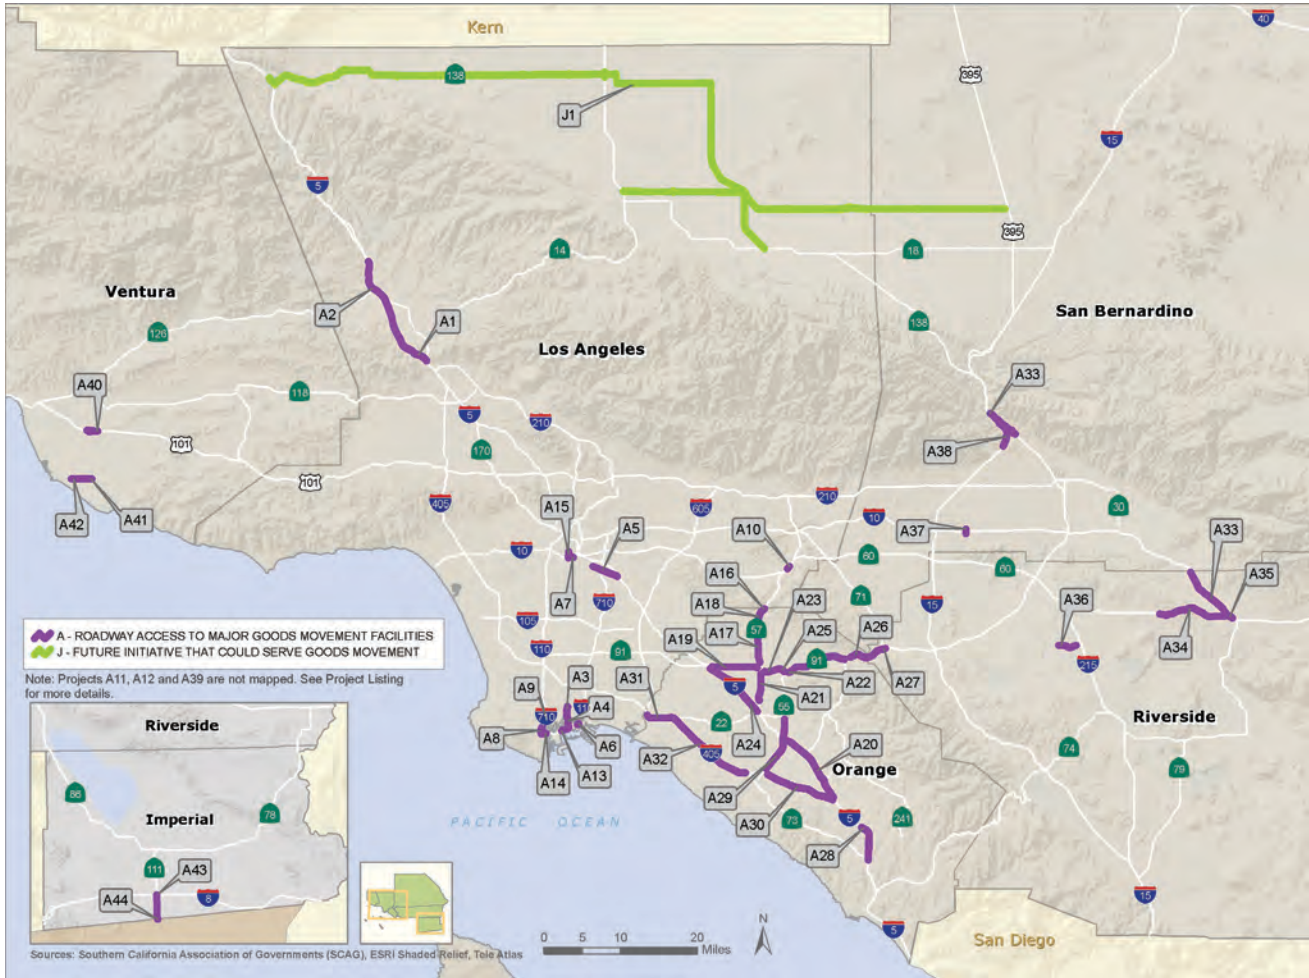 Kern
40
138
395
J1
15
5
395
14
18
Ventura
A2
A1
San Bernardino
126
138
Los Angeles
A33
A40
118
5
210
101
170
A38
101
405
210
A15
A5
605
10
A37
30
A42
A41
10
A10
60
60
A33
A16
A35
A7
710
A23
71
15
A36
A18
105
57
A25
A26
A34
A - ROADWAY ACCESS TO MAJOR GOODS MOVEMENT FACILITIES
J - FUTURE INITIATIVE THAT COULD SERVE GOODS MOVEMENT
110
91
A19
A17
91
215
Note: Projects A11, A12 and A39 are not mapped. See Project Listing
for more details.
A9
A3
A31
5
A21
A22
A27
710
11
A4
55
Riverside
A8
A6
22
A24
A20
Riverside
A32
405
74
A14
A13
Orange
79
86
A29
78
Imperial
PACIFIC OCEAN
A30
73
5
241
A28
111
A43
A44
8
15
N
0 5 10 20
Miles
5
San Diego
Sources: Southern California Association of Governments (SCAG), ESRI Shaded Relief, Tele Atlas